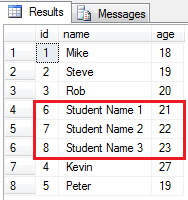 Results Messages
id name age
1 1 Mike 18
2 2 Steve 19
3 3 Rob 20
4 6 Student Name 1 21
5 7 Student Name 2 22
6 8 Student Name 3 23
7 4 Kevin 27
8 5 Peter 19